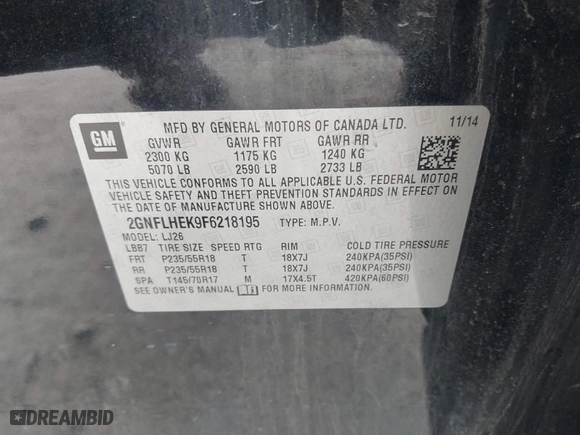 GM
MFD BY GENERAL MOTORS OF CANADA LTD.
11/14
GVWR GAWR FRT GAWR RR
2300 KG 1175 KG 1240 KG
5070 LB 2590 LB 2733 LB
THIS VEHICLE CONFORMS TO ALL APPLICABLE U.S. FEDERAL MOTOR
VEHICLE SAFETY AND THEFT PREVENTION STANDARDS IN EFFECT ON
THE DATE OF MANUFACTURE SHOWN ABOVE.
2GNFLHEK9F6218195 TYPE: M.P.V.
MODEL: LJ26
LBB7 TIRE SIZE SPEED RTG RIM COLD TIRE PRESSURE
FRT P235/55R18 T 18X7J 240KPA(35PSI)
RR P235/55R18 T 18X7J 240KPA(35PSI)
SPA T145/70R17 M 17X4.5T 420KPA(60PSI)
SEE OWNER'S MANUAL FOR MORE INFORMATION.
DREAMBID